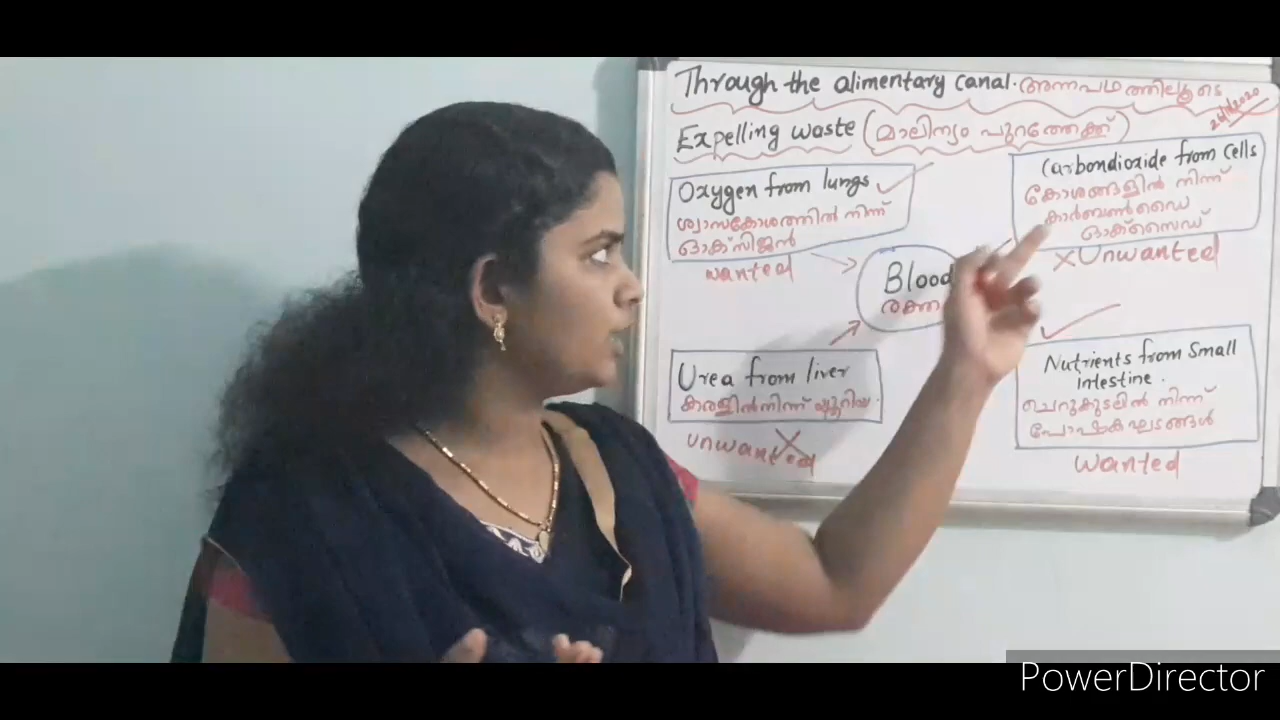 Through the alimentary canal. അന്നപഥത്തിലൂടെ
Expelling waste (മാലിന്യം പുറത്തേക്ക്)
Oxygen from lungs
ശ്വാസകോശത്തിൽ നിന്ന്
ഓക്സിജൻ
wanted
Carbondioxide from Cells
കോശങ്ങളിൽ നിന്ന്
കാർബൺഡൈ
ഓക്സൈഡ്
Unwanted
Blood
Urea from liver
കരളിൽനിന്ന് യൂറിയ.
unwanted
Nutrients from Small
Intestine.
ചെറുകുടലിൽ നിന്ന്
പോഷകഘടങ്ങൾ
wanted
PowerDirector